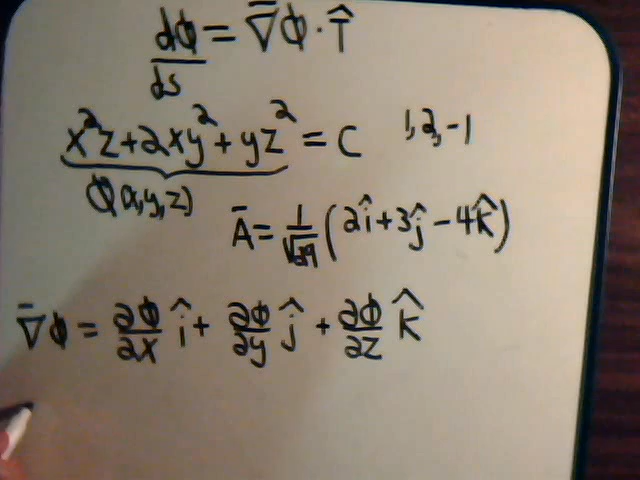 dϕ/ds = ∇̄ϕ · T̂
x²z + 2xy² + yz² = C 1, 2, -1
ϕ(x,y,z)
Ā = 1/√29 (2î + 3ĵ - 4k̂)
∇̄ϕ = ∂ϕ/∂x î + ∂ϕ/∂y ĵ + ∂ϕ/∂z k̂